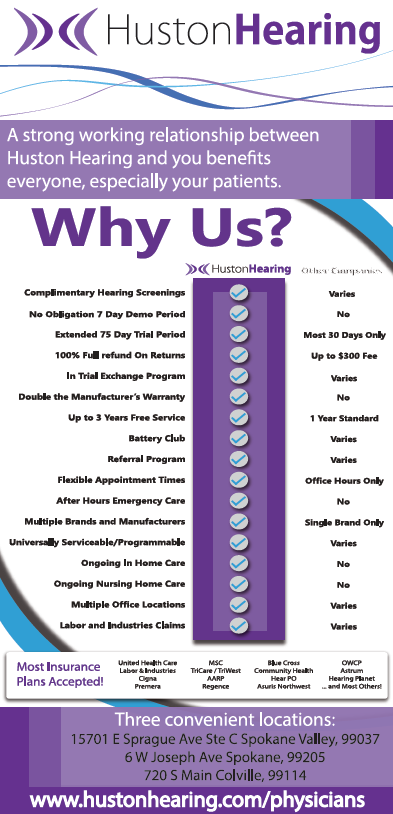 HustonHearing
A strong working relationship between
Huston Hearing and you benefits
everyone, especially your patients.
Why Us?
HustonHearing Other Companies
Complimentary Hearing Screenings Varies
No Obligation 7 Day Demo Period No
Extended 75 Day Trial Period Most 30 Days Only
100% Full refund On Returns Up to $300 Fee
In Trial Exchange Program Varies
Double the Manufacturer's Warranty No
Up to 3 Years Free Service 1 Year Standard
Battery Club Varies
Referral Program Varies
Flexible Appointment Times Office Hours Only
After Hours Emergency Care No
Multiple Brands and Manufacturers Single Brand Only
Universally Serviceable/Programmable Varies
Ongoing In Home Care No
Ongoing Nursing Home Care No
Multiple Office Locations Varies
Labor and Industries Claims Varies
Most Insurance
Plans Accepted!
United Health Care MSC Blue Cross OWCP
Labor & Industries TriCare / TriWest Community Health Astrum
Cigna AARP Hear PO Hearing Planet
Premera Regence Asuris Northwest ... and Most Others!
Three convenient locations:
15701 E Sprague Ave Ste C Spokane Valley, 99037
6 W Joseph Ave Spokane, 99205
720 S Main Colville, 99114
www.hustonhearing.com/physicians